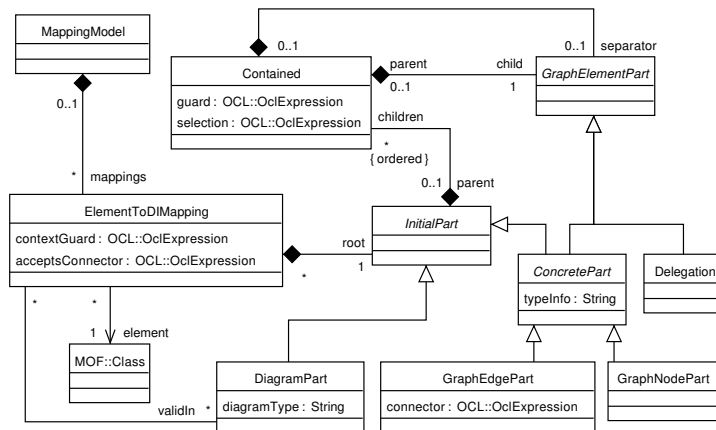 MappingModel
0..1
* mappings
Contained
guard : OCL::OclExpression
selection : OCL::OclExpression
0..1
0..1 separator
parent
0..1
child
1
GraphElementPart
children
*
{ ordered }
0..1 parent
ElementToDIMapping
contextGuard : OCL::OclExpression
acceptsConnector : OCL::OclExpression
*
root
1
InitialPart
ConcretePart
typeInfo : String
Delegation
*
*
1 element
MOF::Class
validIn *
DiagramPart
diagramType : String
GraphEdgePart
connector : OCL::OclExpression
GraphNodePart